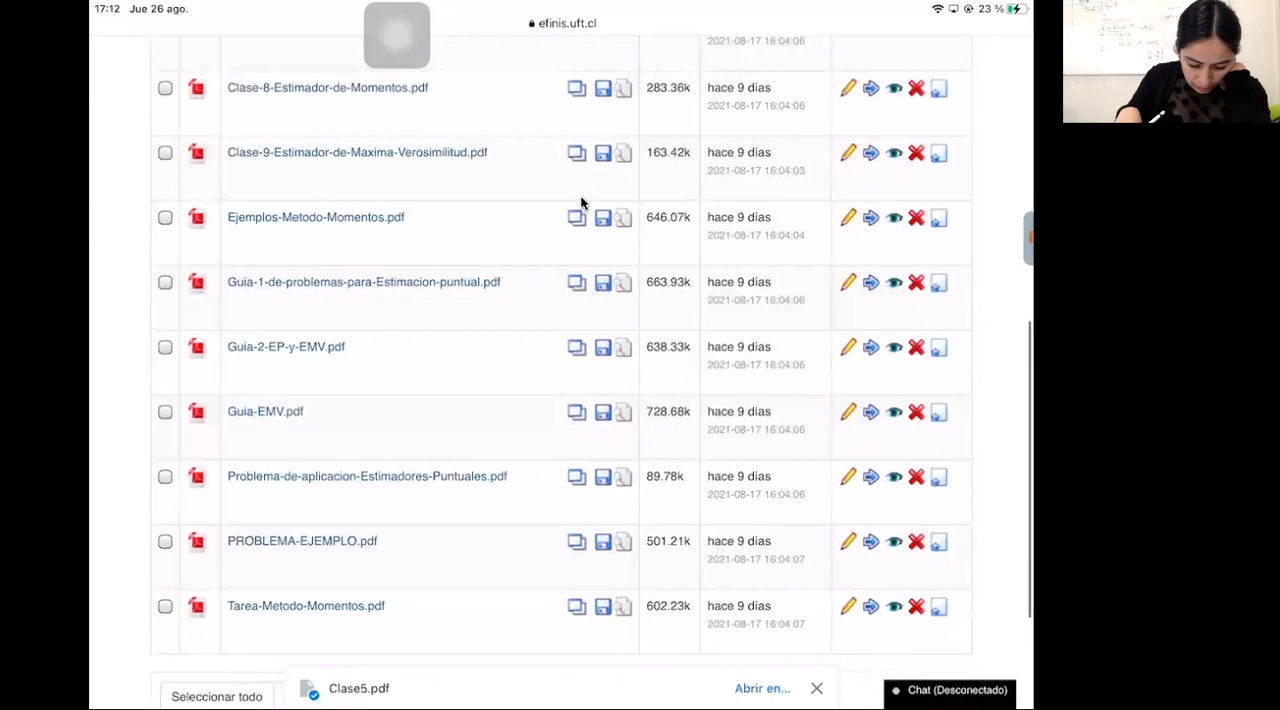 17:12 Jue 26 ago.
efinis.uft.cl
23 %
2021-08-17 16:04:06
Clase-8-Estimador-de-Momentos.pdf 283.36k hace 9 días
2021-08-17 16:04:06
Clase-9-Estimador-de-Maxima-Verosimilitud.pdf 163.42k hace 9 días
2021-08-17 16:04:03
Ejemplos-Metodo-Momentos.pdf 646.07k hace 9 días
2021-08-17 16:04:04
Guia-1-de-problemas-para-Estimacion-puntual.pdf 663.93k hace 9 días
2021-08-17 16:04:06
Guia-2-EP-y-EMV.pdf 638.33k hace 9 días
2021-08-17 16:04:06
Guia-EMV.pdf 728.68k hace 9 días
2021-08-17 16:04:06
Problema-de-aplicacion-Estimadores-Puntuales.pdf 89.78k hace 9 días
2021-08-17 16:04:06
PROBLEMA-EJEMPLO.pdf 501.21k hace 9 días
2021-08-17 16:04:07
Tarea-Metodo-Momentos.pdf 602.23k hace 9 días
2021-08-17 16:04:07
Seleccionar todo
Clase5.pdf
Abrir en...
Chat (Desconectado)